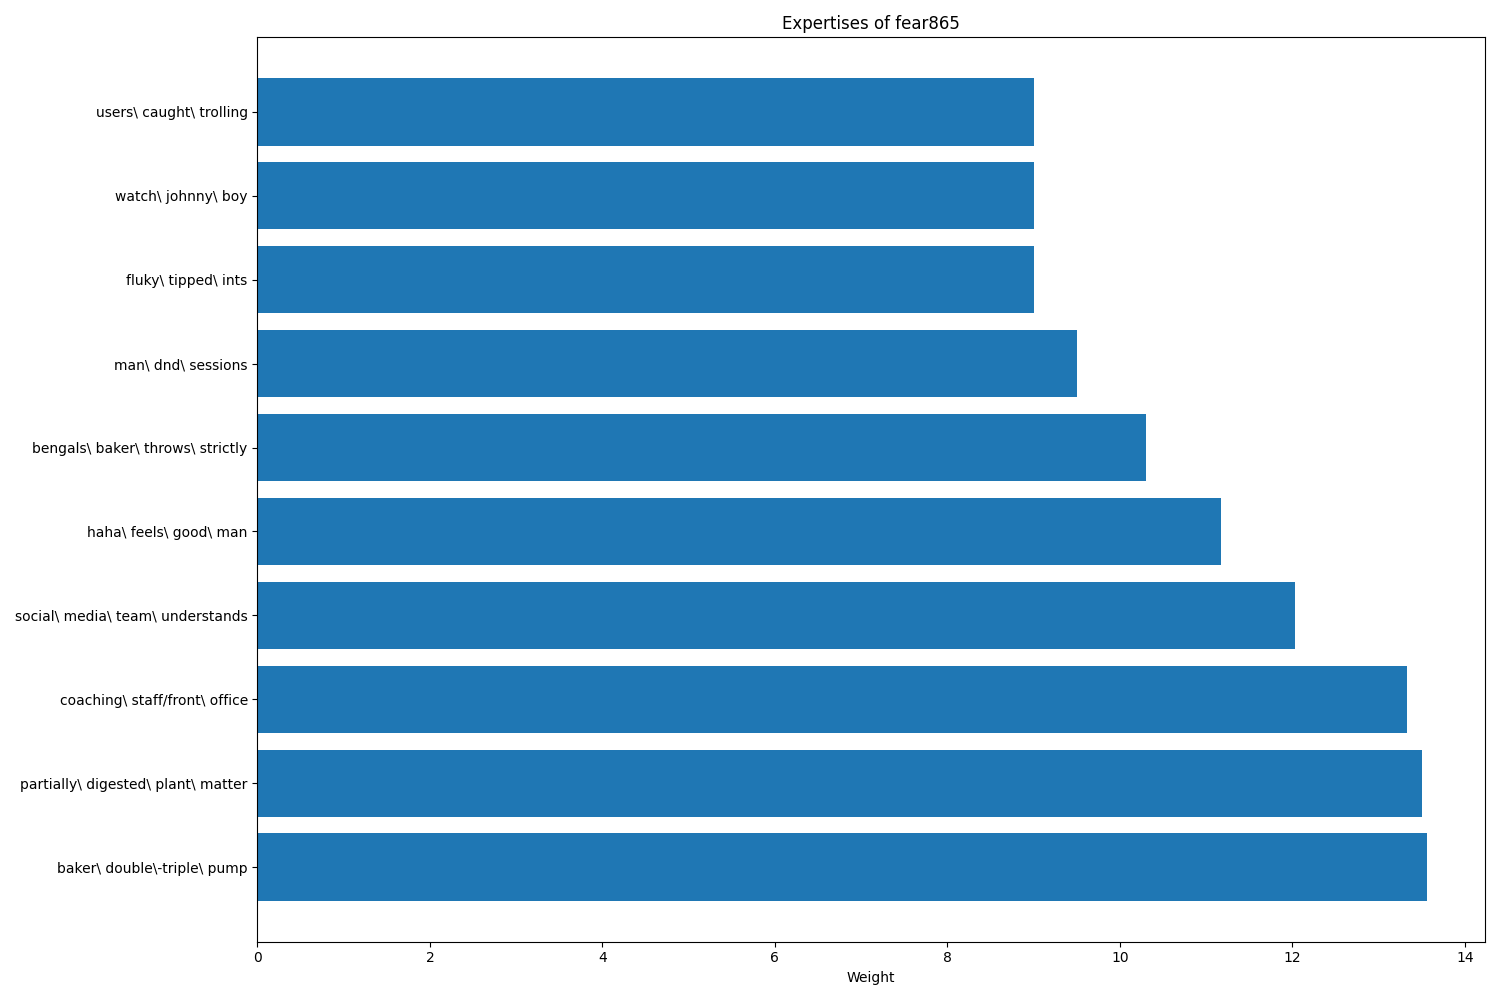 Expertises of fear865
users\ caught\ trolling
watch\ johnny\ boy
fluky\ tipped\ ints
man\ dnd\ sessions
bengals\ baker\ throws\ strictly
haha\ feels\ good\ man
social\ media\ team\ understands
coaching\ staff/front\ office
partially\ digested\ plant\ matter
baker\ double\-triple\ pump
0 2 4 6 8 10 12 14
Weight